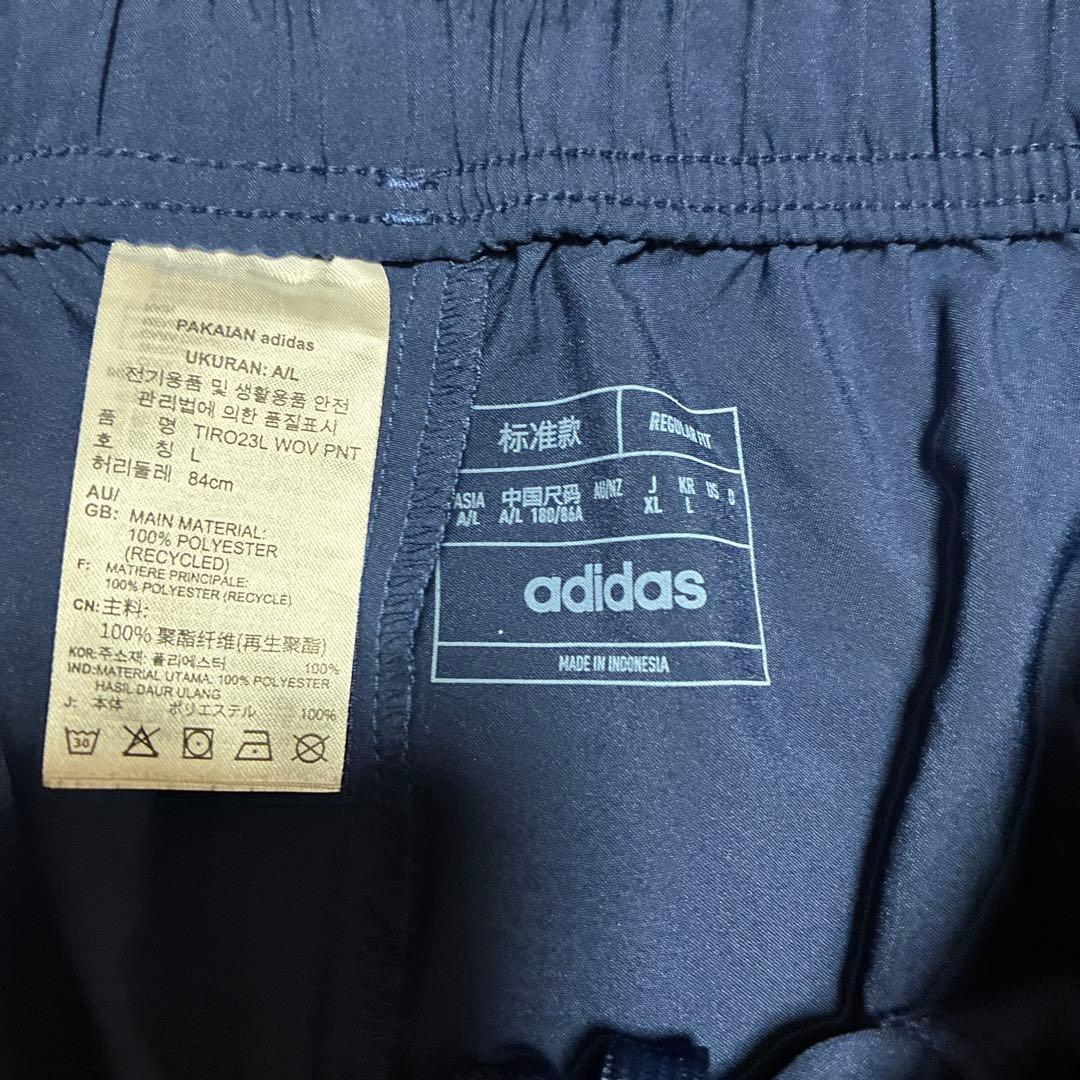 PAKAIAN adidas
UKURAN: A/L
전기용품 및 생활용품 안전
관리법에 의한 품질표시
품 명 TIRO23L WOV PNT
호 칭 L
허리둘레 84cm
AU/
GB: MAIN MATERIAL:
100% POLYESTER
(RECYCLED)
F: MATIERE PRINCIPALE:
100% POLYESTER (RECYCLÉ)
CN:主料:
100% 聚酯纤维(再生聚酯)
KOR:주소재: 폴리에스터 100%
IND:MATERIAL UTAMA: 100% POLYESTER
HASIL DAUR ULANG
J: 本体 ポリエステル 100%
30
标准款 REGULAR FIT
ASIA 中国尺码 AU/NZ J KR US D
A/L A/L 180/86A XL L
adidas
MADE IN INDONESIA